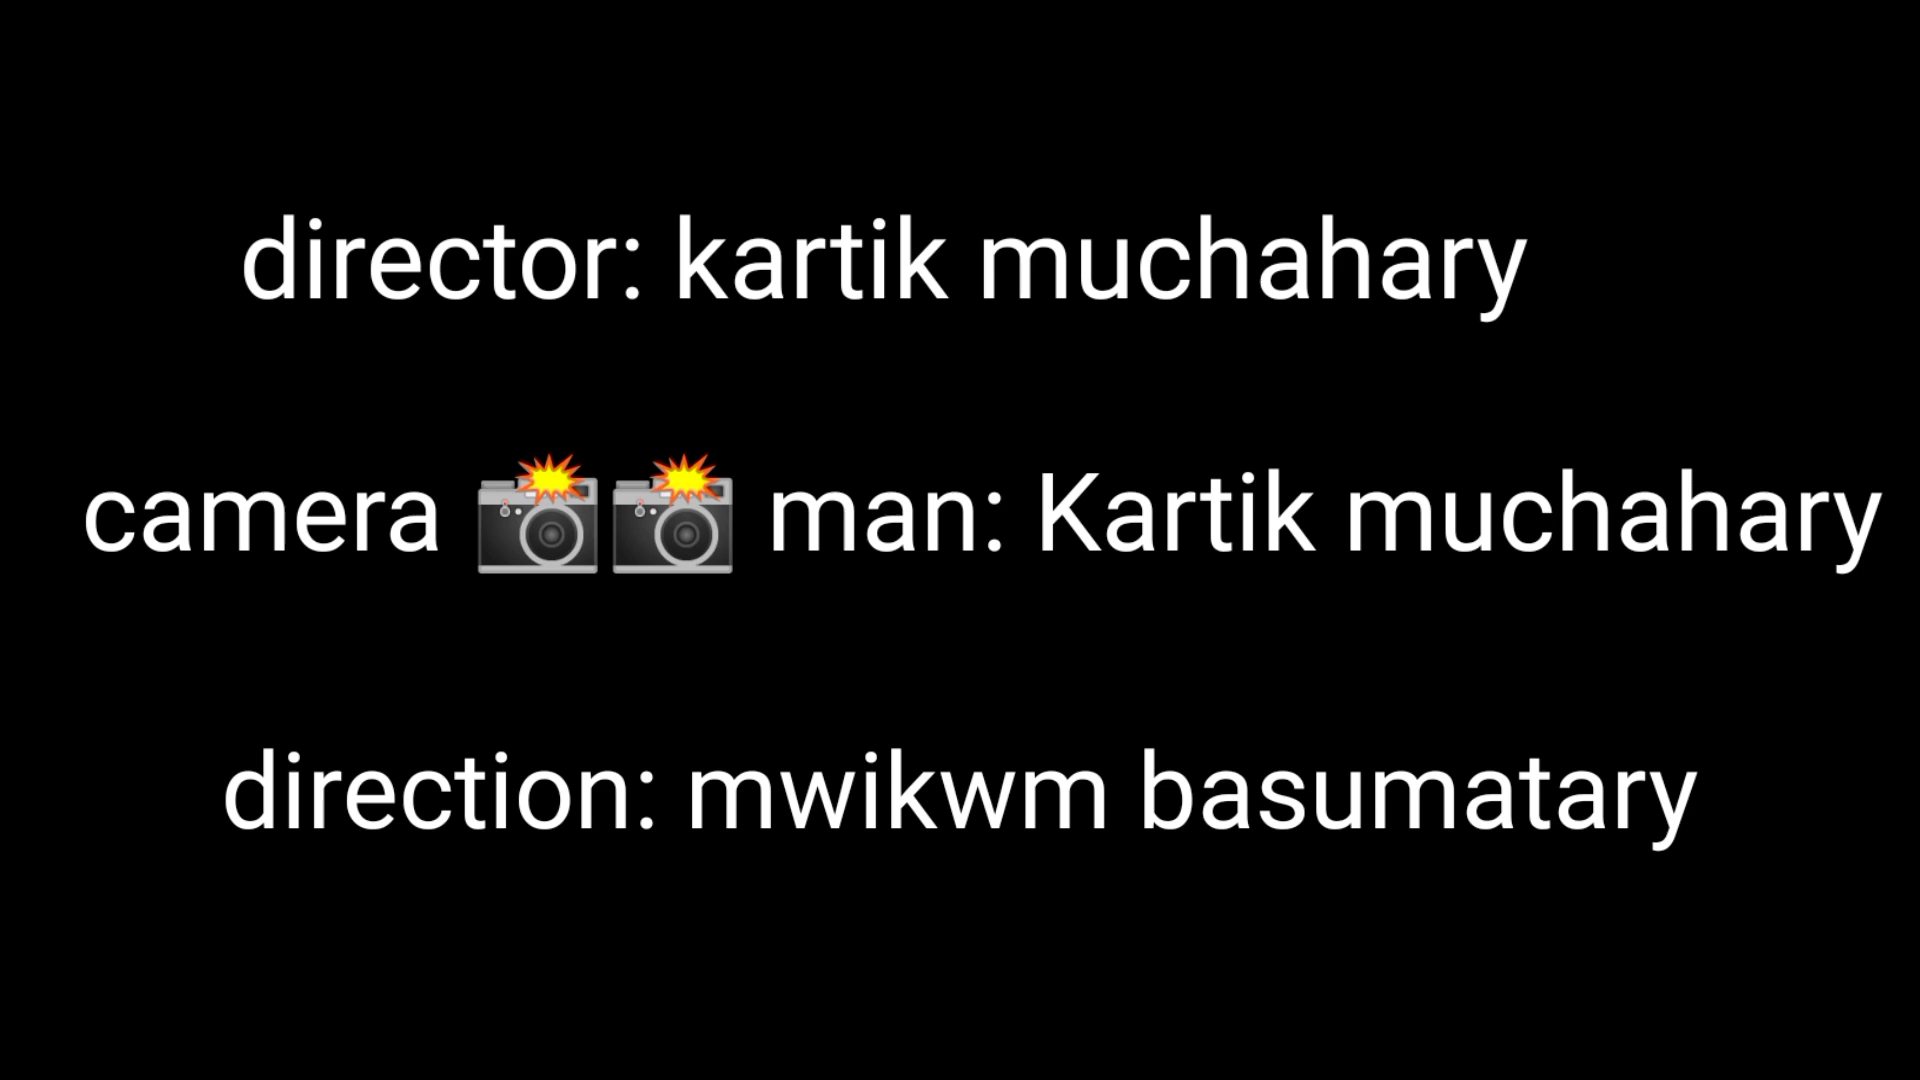 director: kartik muchahary
camera 📸📸 man: Kartik muchahary
direction: mwikwm basumatary